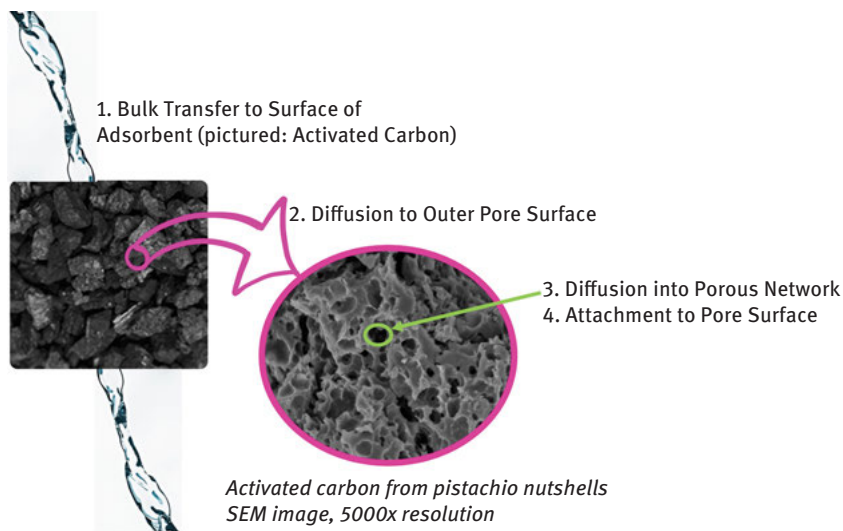 1. Bulk Transfer to Surface of
Adsorbent (pictured: Activated Carbon)
2. Diffusion to Outer Pore Surface
3. Diffusion into Porous Network
4. Attachment to Pore Surface
Activated carbon from pistachio nutshells
SEM image, 5000x resolution